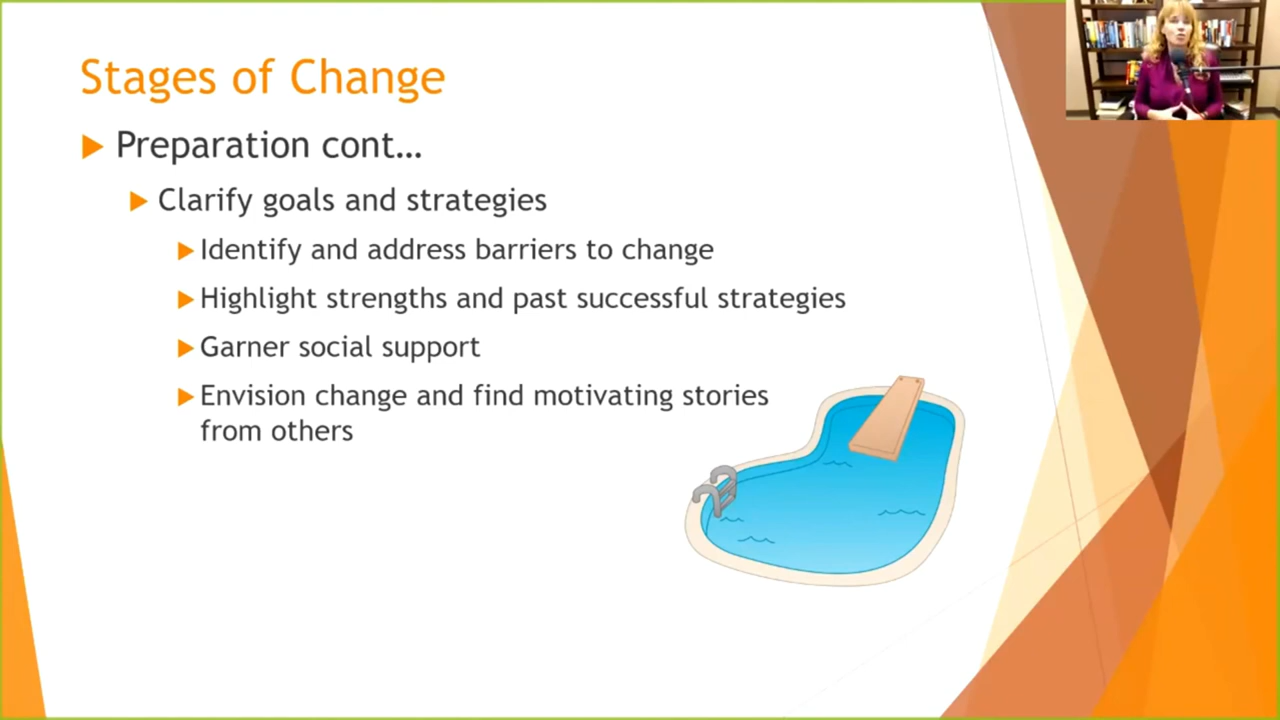 Stages of Change
Preparation cont…
Clarify goals and strategies
Identify and address barriers to change
Highlight strengths and past successful strategies
Garner social support
Envision change and find motivating stories
from others